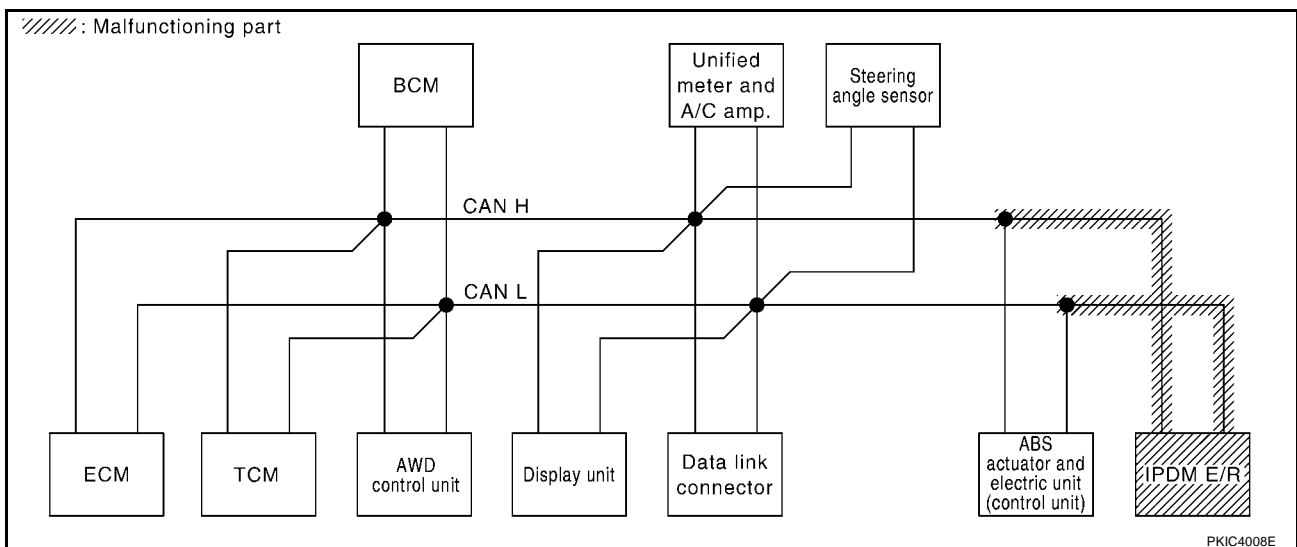 : Malfunctioning part
BCM
Unified
meter and
A/C amp.
Steering
angle sensor
CAN H
CAN L
ECM
TCM
AWD
control unit
Display unit
Data link
connector
ABS
actuator and
electric unit
(control unit)
IPDM E/R
PKIC4008E